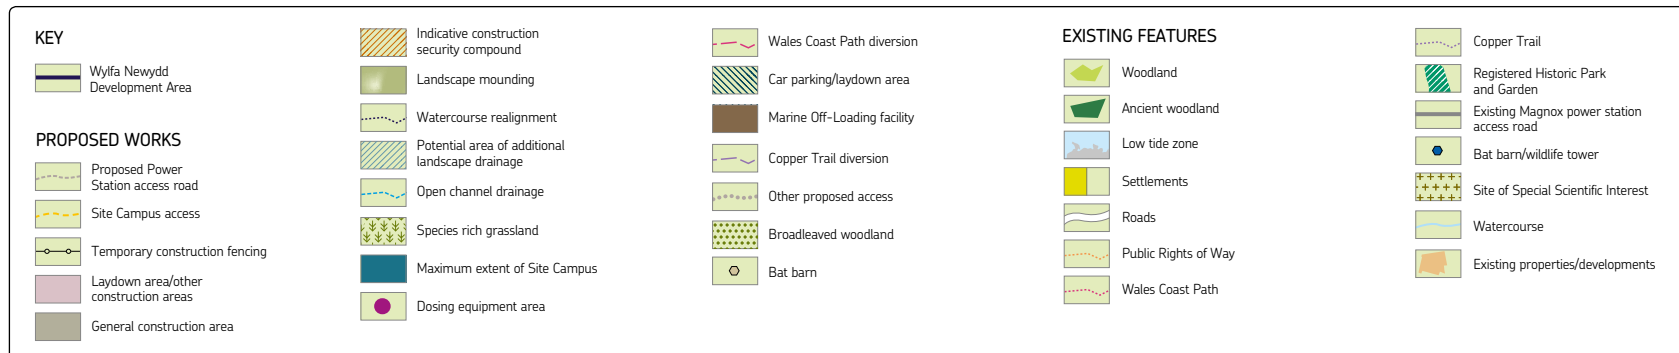 KEY
Wylfa Newydd
Development Area
PROPOSED WORKS
Proposed Power
Station access road
Site Campus access
Temporary construction fencing
Laydown area/other
construction areas
General construction area
Indicative construction
security compound
Landscape mounding
Watercourse realignment
Potential area of additional
landscape drainage
Open channel drainage
Species rich grassland
Maximum extent of Site Campus
Dosing equipment area
Wales Coast Path diversion
Car parking/laydown area
Marine Off-Loading facility
Copper Trail diversion
Other proposed access
Broadleaved woodland
Bat barn
EXISTING FEATURES
Woodland
Ancient woodland
Low tide zone
Settlements
Roads
Public Rights of Way
Wales Coast Path
Copper Trail
Registered Historic Park
and Garden
Existing Magnox power station
access road
Bat barn/wildlife tower
Site of Special Scientific Interest
Watercourse
Existing properties/developments